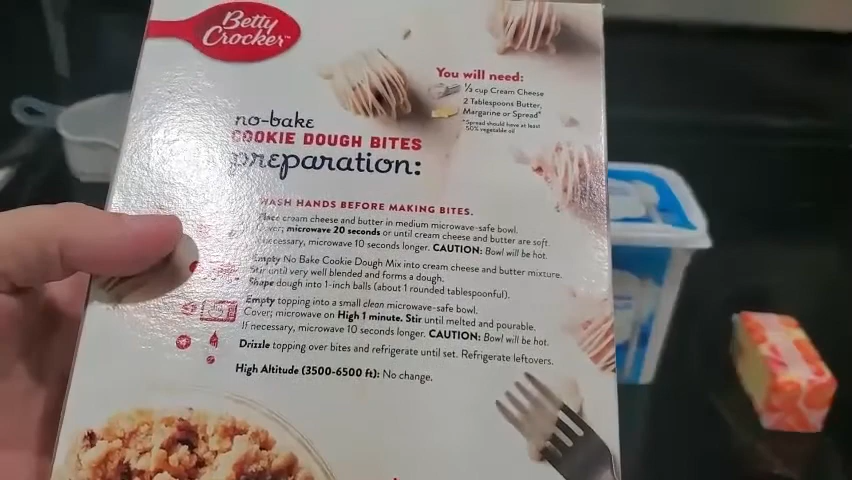 Betty
Crocker™
You will need:
⅓ cup Cream Cheese
2 Tablespoons Butter,
Margarine or Spread*
*Spread should have at least
50% vegetable oil
no-bake
COOKIE DOUGH BITES
preparation:
WASH HANDS BEFORE MAKING BITES.
Place cream cheese and butter in medium microwave-safe bowl.
microwave 20 seconds or until cream cheese and butter are soft.
necessary, microwave 10 seconds longer. CAUTION: Bowl will be hot.
Empty No Bake Cookie Dough Mix into cream cheese and butter mixture.
Stir until very well blended and forms a dough.
Shape dough into 1-inch balls (about 1 rounded tablespoonful).
Empty topping into a small clean microwave-safe bowl.
Cover; microwave on High 1 minute. Stir until melted and pourable.
If necessary, microwave 10 seconds longer. CAUTION: Bowl will be hot.
Drizzle topping over bites and refrigerate until set. Refrigerate leftovers.
High Altitude (3500-6500 ft): No change.